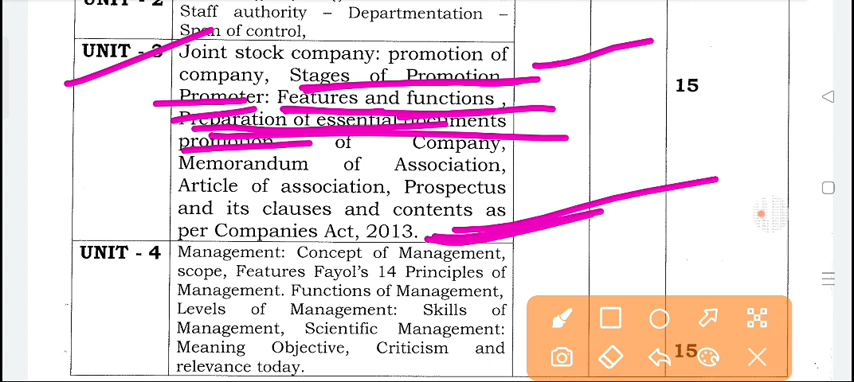 UNIT - 2
Staff authority – Departmentation –
Span of control,
UNIT - 3
Joint stock company: promotion of
company, Stages of Promotion
Promoter: Features and functions ,
Preparation of essential documents
promotion of Company,
Memorandum of Association,
Article of association, Prospectus
and its clauses and contents as
per Companies Act, 2013.
15
UNIT - 4
Management: Concept of Management,
scope, Features Fayol's 14 Principles
of Management. Functions of Management,
Levels of Management: Skills of
Management, Scientific Management:
Meaning Objective, Criticism and
relevance today.
15